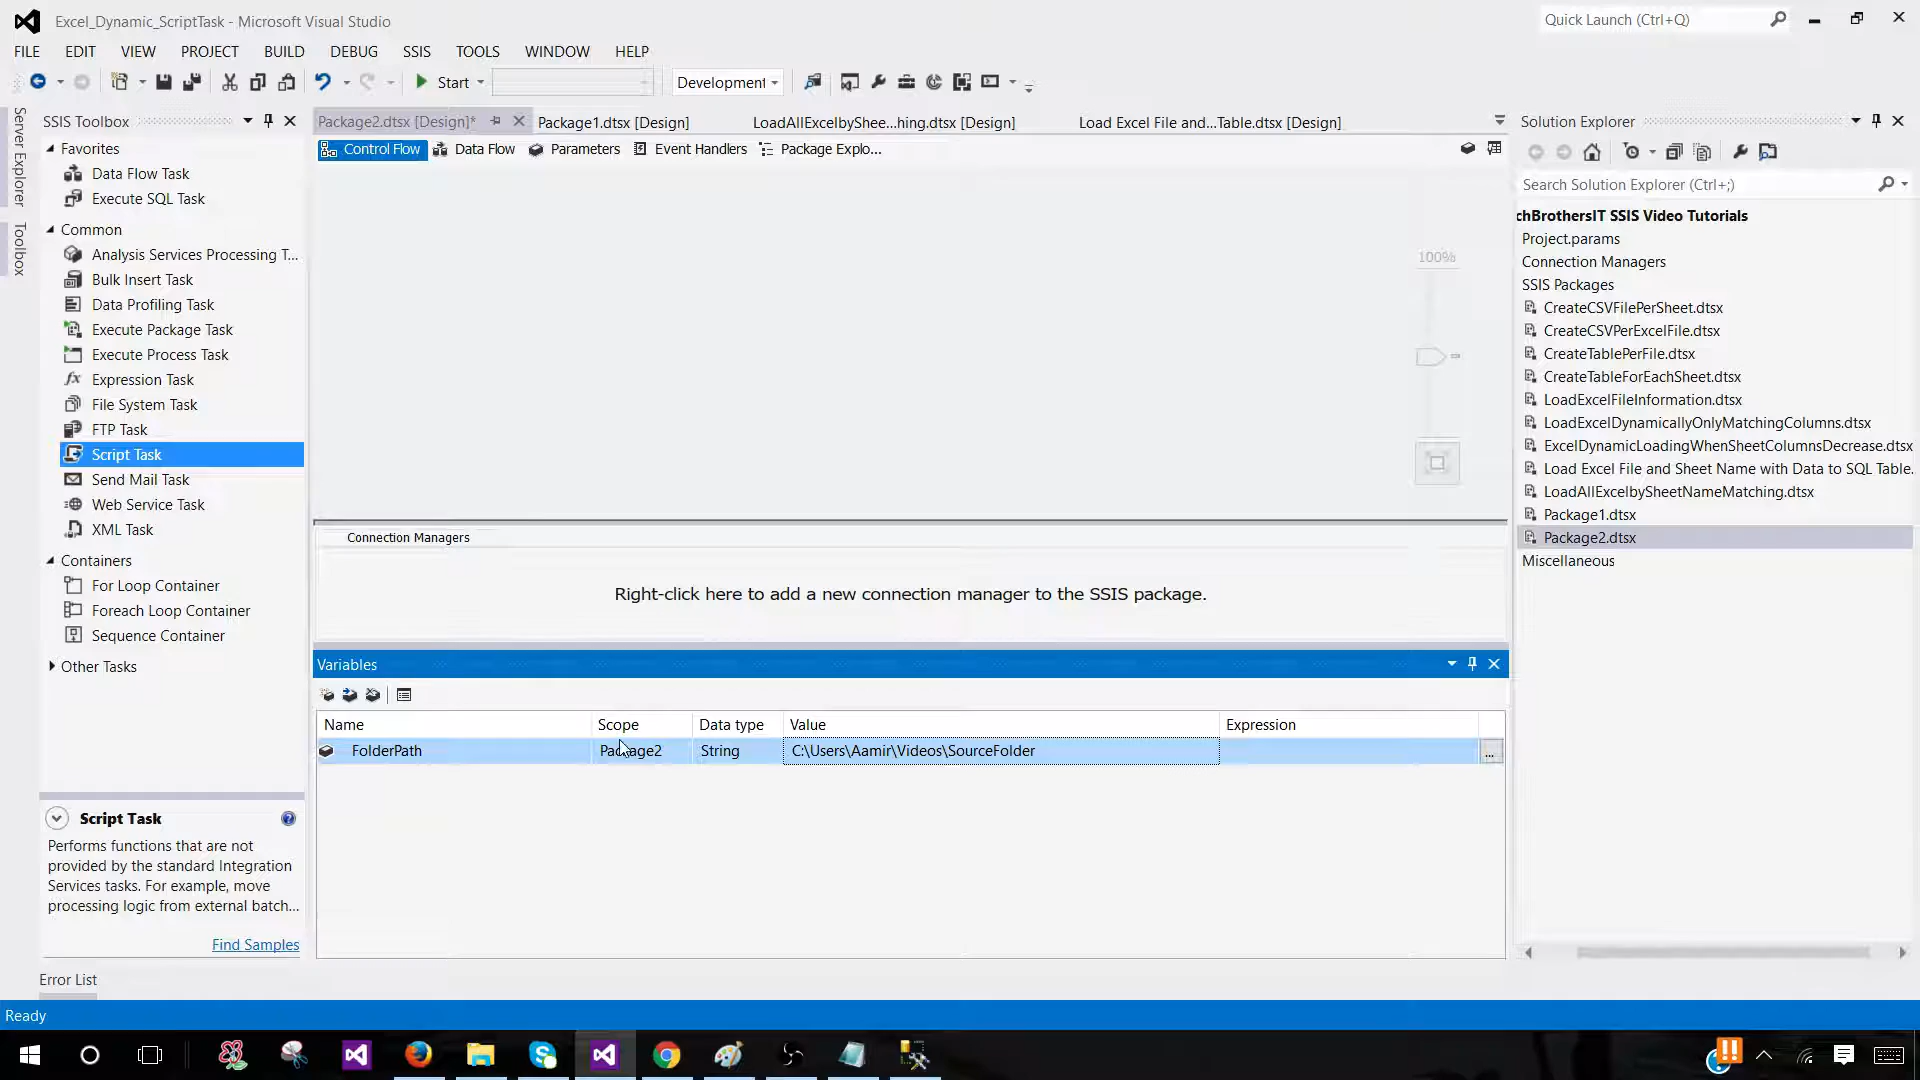 Excel_Dynamic_ScriptTask - Microsoft Visual Studio
Quick Launch (Ctrl+Q)
FILE EDIT VIEW PROJECT BUILD DEBUG SSIS TOOLS WINDOW HELP
Start
Development
Server Explorer
Toolbox
SSIS Toolbox
Favorites
Data Flow Task
Execute SQL Task
Common
Analysis Services Processing T...
Bulk Insert Task
Data Profiling Task
Execute Package Task
Execute Process Task
Expression Task
File System Task
FTP Task
Script Task
Send Mail Task
Web Service Task
XML Task
Containers
For Loop Container
Foreach Loop Container
Sequence Container
Other Tasks
Script Task
Performs functions that are not
provided by the standard Integration
Services tasks. For example, move
processing logic from external batch...
Find Samples
Error List
Package2.dtsx [Design]* Package1.dtsx [Design] LoadAllExcelbyShee...hing.dtsx [Design] Load Excel File and...Table.dtsx [Design]
Control Flow Data Flow Parameters Event Handlers Package Explo...
100%
Connection Managers
Right-click here to add a new connection manager to the SSIS package.
Variables
Name Scope Data type Value Expression
FolderPath Package2 String C:\Users\Aamir\Videos\SourceFolder ...
Solution Explorer
Search Solution Explorer (Ctrl+;)
chBrothersIT SSIS Video Tutorials
Project.params
Connection Managers
SSIS Packages
CreateCSVFilePerSheet.dtsx
CreateCSVPerExcelFile.dtsx
CreateTablePerFile.dtsx
CreateTableForEachSheet.dtsx
LoadExcelFileInformation.dtsx
LoadExcelDynamicallyOnlyMatchingColumns.dtsx
ExcelDynamicLoadingWhenSheetColumnsDecrease.dtsx
Load Excel File and Sheet Name with Data to SQL Table.
LoadAllExcelbySheetNameMatching.dtsx
Package1.dtsx
Package2.dtsx
Miscellaneous
Ready